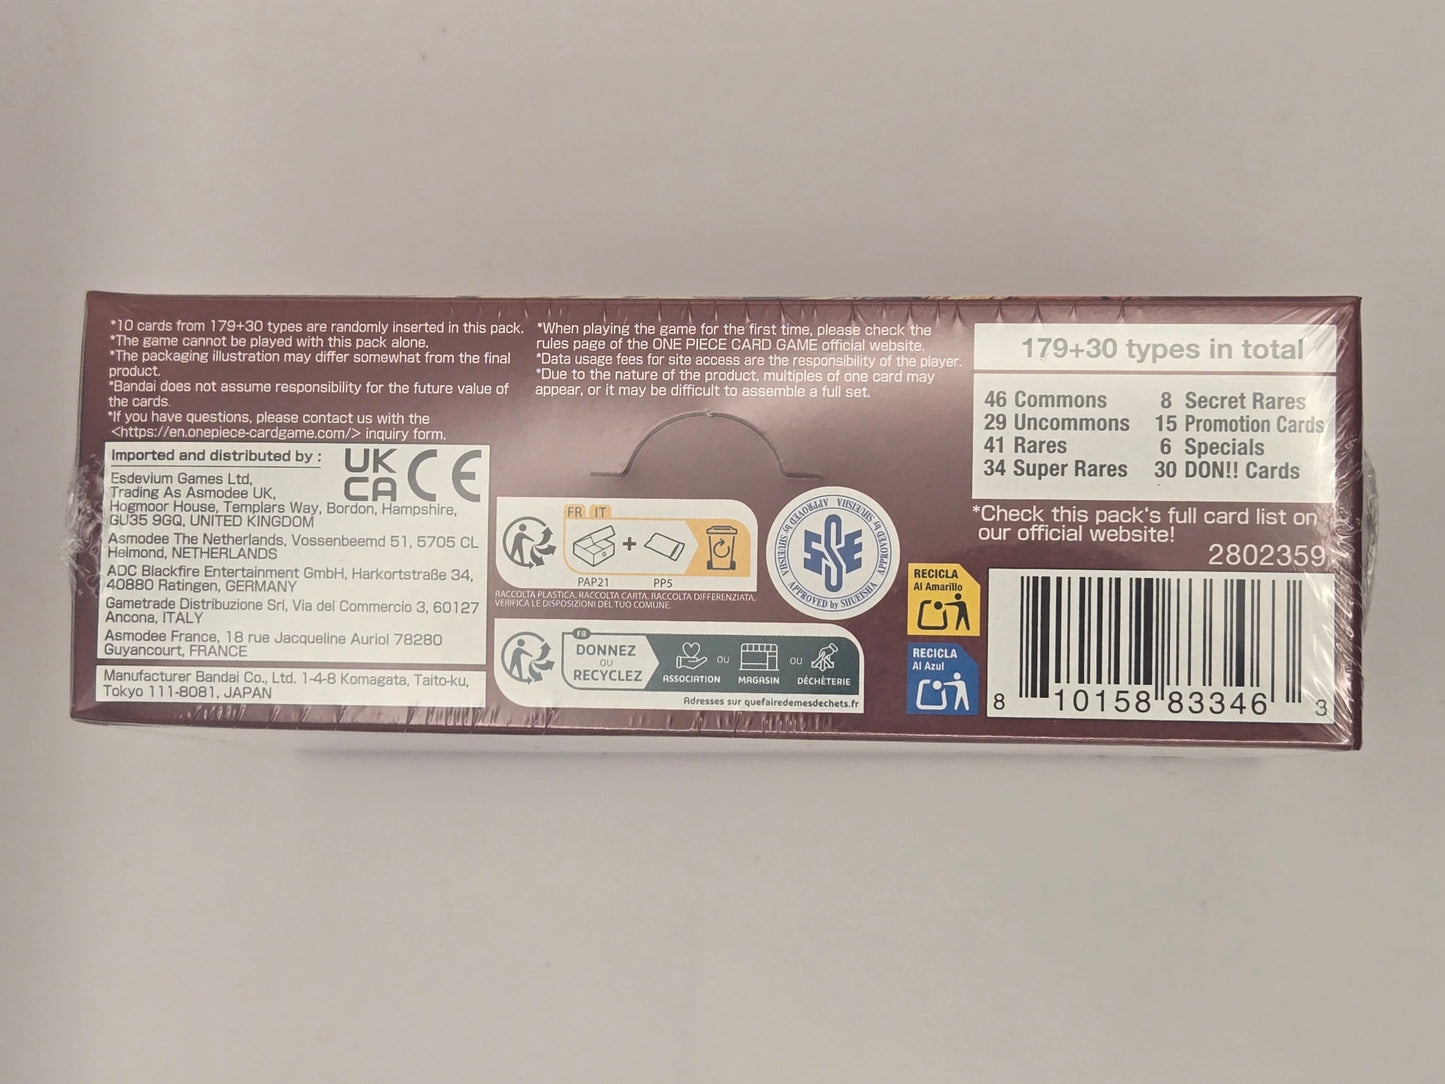 *10 cards from 179+30 types are randomly inserted in this pack.
*The game cannot be played with this pack alone.
*The packaging illustration may differ somewhat from the final
product.
*Bandai does not assume responsibility for the future value of
the cards.
*If you have questions, please contact us with the
<https://en.onepiece-cardgame.com/> inquiry form.
*When playing the game for the first time, please check the
rules page of the ONE PIECE CARD GAME official website.
*Data usage fees for site access are the responsibility of the player.
*Due to the nature of the product, multiples of one card may
appear, or it may be difficult to assemble a full set.
Imported and distributed by :
UK
CA CE
Esdevium Games Ltd,
Trading As Asmodee UK,
Hogmoor House, Templars Way, Bordon, Hampshire,
GU35 9GQ, UNITED KINGDOM
Asmodee The Netherlands, Vossenbeemd 51, 5705 CL
Helmond, NETHERLANDS
ADC Blackfire Entertainment GmbH, Harkortstraße 34,
40880 Ratingen, GERMANY
Gametrade Distribuzione Srl, Via del Commercio 3, 60127
Ancona, ITALY
Asmodee France, 18 rue Jacqueline Auriol 78280
Guyancourt, FRANCE
Manufacturer Bandai Co., Ltd. 1-4-8 Komagata, Taito-ku,
Tokyo 111-8081, JAPAN
FR IT
+
PAP21 PP5
RACCOLTA PLASTICA. RACCOLTA CARTA. RACCOLTA DIFFERENZIATA.
VERIFICA LE DISPOSIZIONI DEL TUO COMUNE.
FR
DONNEZ
OU
RECYCLEZ
ASSOCIATION OU MAGASIN OU DÉCHÈTERIE
Adresses sur quefairedemesdechets.fr
APPROVED by SHUEISHA APPROVED by SHUEISHA APPROVED by SHUEISHA
SSE
RECICLA
Al Amarillo
RECICLA
Al Azul
179+30 types in total
46 Commons 8 Secret Rares
29 Uncommons 15 Promotion Cards
41 Rares 6 Specials
34 Super Rares 30 DON!! Cards
*Check this pack's full card list on
our official website!
2802359
8 10158 83346 3